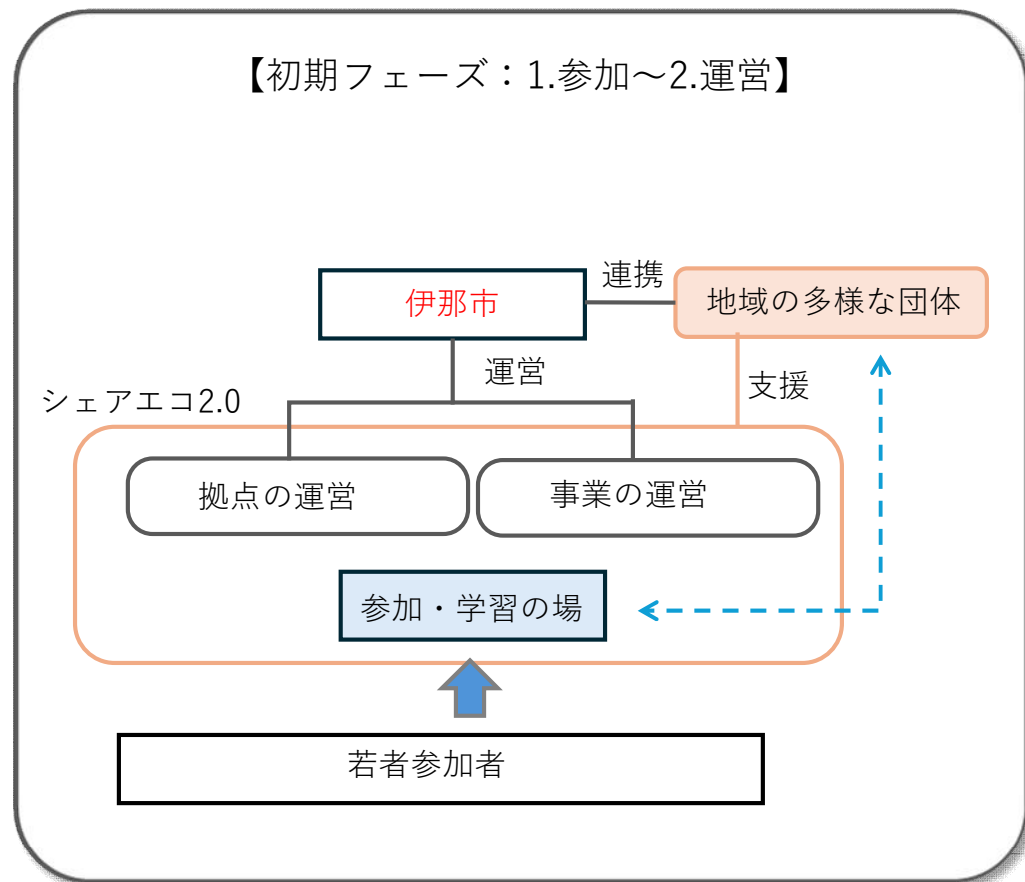 【初期フェーズ：1.参加～2.運営】
連携
伊那市
地域の多様な団体
運営
支援
シェアエコ2.0
拠点の運営
事業の運営
参加・学習の場
若者参加者